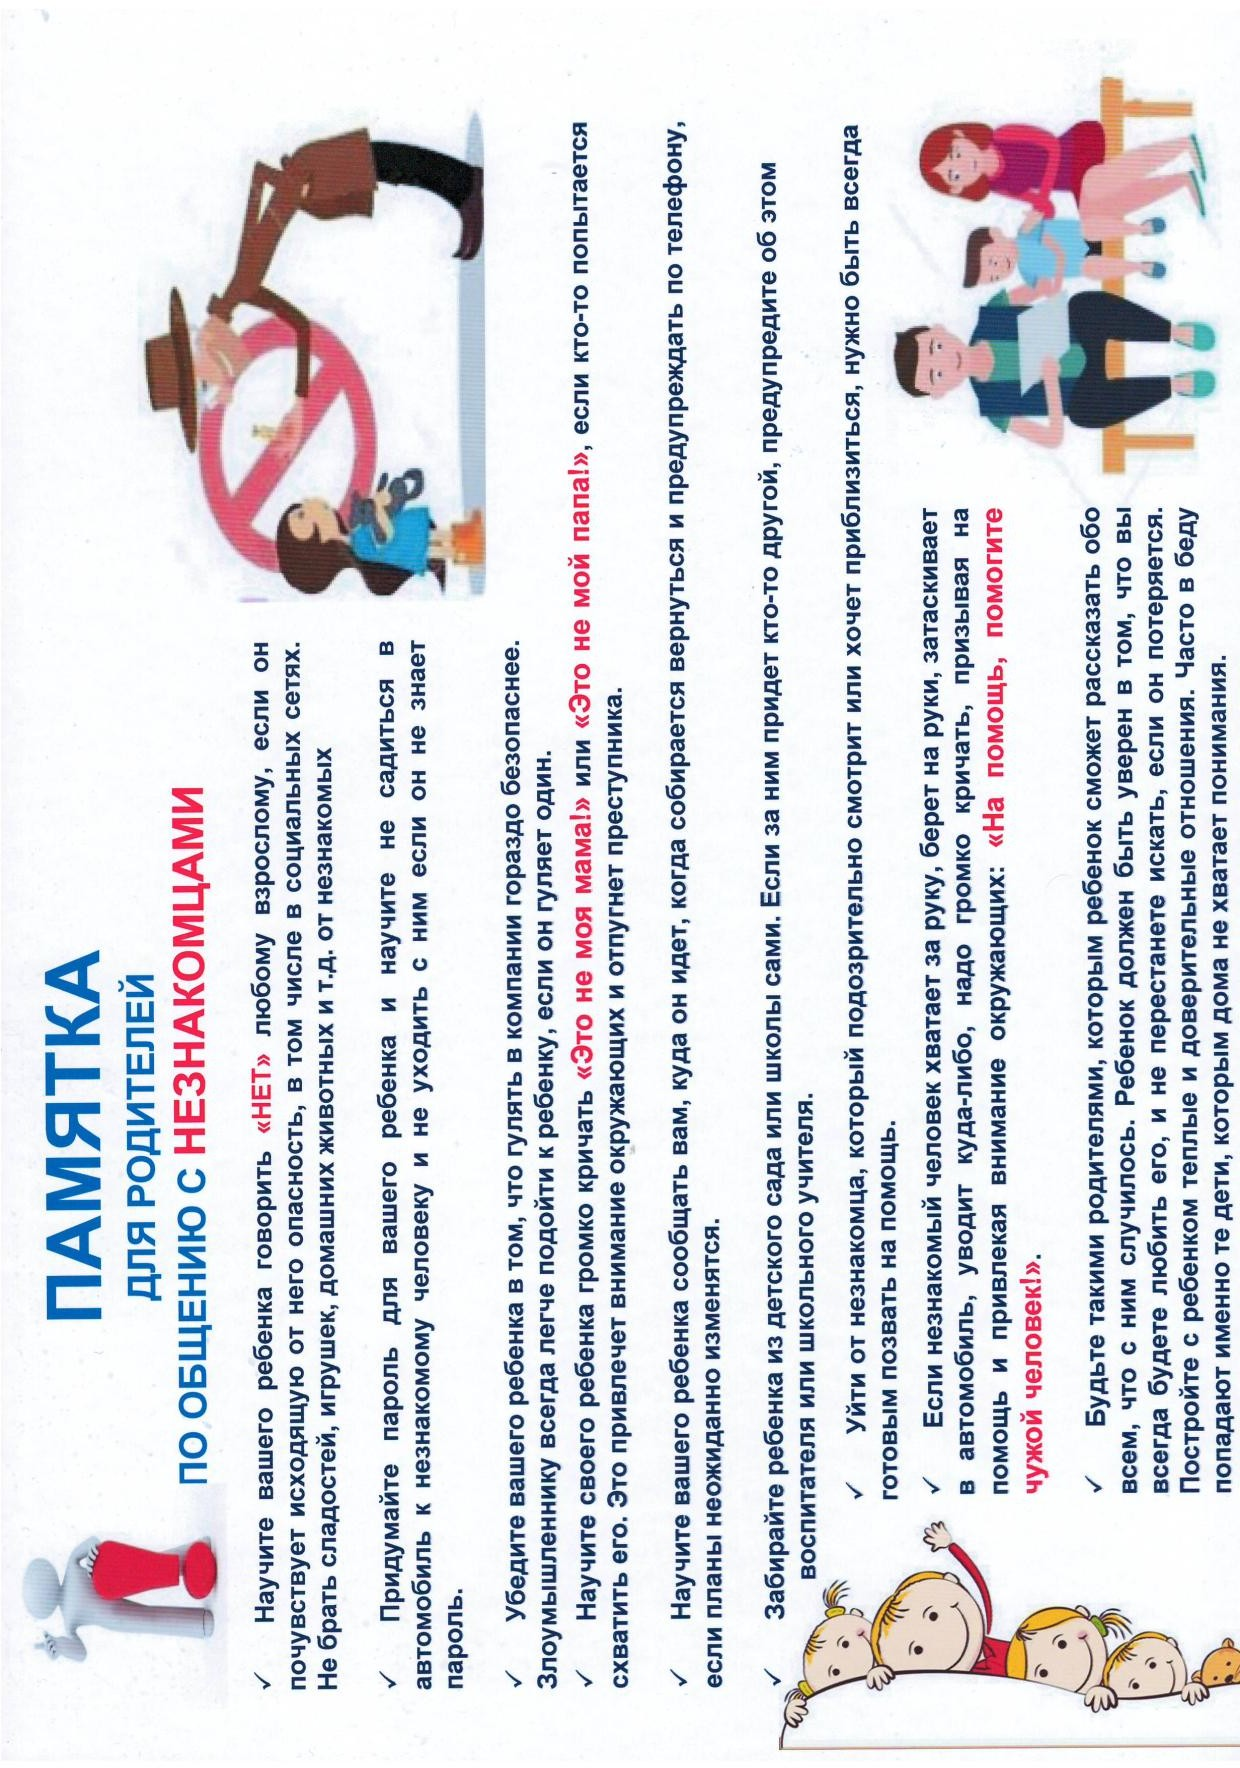 ПАМЯТКА
ДЛЯ РОДИТЕЛЕЙ
ПО ОБЩЕНИЮ С НЕЗНАКОМЦАМИ
✓ Научите вашего ребенка говорить «НЕТ» любому взрослому, если он
почувствует исходящую от него опасность, в том числе в социальных сетях.
Не брать сладостей, игрушек, домашних животных и т.д. от незнакомых
✓ Придумайте пароль для вашего ребенка и научите не садиться в
автомобиль к незнакомому человеку и не уходить с ним если он не знает
пароль.
✓ Убедите вашего ребенка в том, что гулять в компании гораздо безопаснее.
Злоумышленнику всегда легче подойти к ребенку, если он гуляет один.
✓ Научите своего ребенка громко кричать «Это не моя мама!» или «Это не мой папа!», если кто-то попытается
схватить его. Это привлечет внимание окружающих и отпугнет преступника.
✓ Научите вашего ребенка сообщать вам, куда он идет, когда собирается вернуться и предупреждать по телефону,
если планы неожиданно изменятся.
✓ Забирайте ребенка из детского сада или школы сами. Если за ним придет кто-то другой, предупредите об этом
воспитателя или школьного учителя.
✓ Уйти от незнакомца, который подозрительно смотрит или хочет приблизиться, нужно быть всегда
готовым позвать на помощь.
✓ Если незнакомый человек хватает за руку, берет на руки, затаскивает
в автомобиль, уводит куда-либо, надо громко кричать, призывая на
помощь и привлекая внимание окружающих: «На помощь, помогите
чужой человек!».
✓ Будьте такими родителями, которым ребенок сможет рассказать обо
всем, что с ним случилось. Ребенок должен быть уверен в том, что вы
всегда будете любить его, и не перестанете искать, если он потеряется.
Постройте с ребенком теплые и доверительные отношения. Часто в беду
попадают именно те дети, которым дома не хватает понимания.